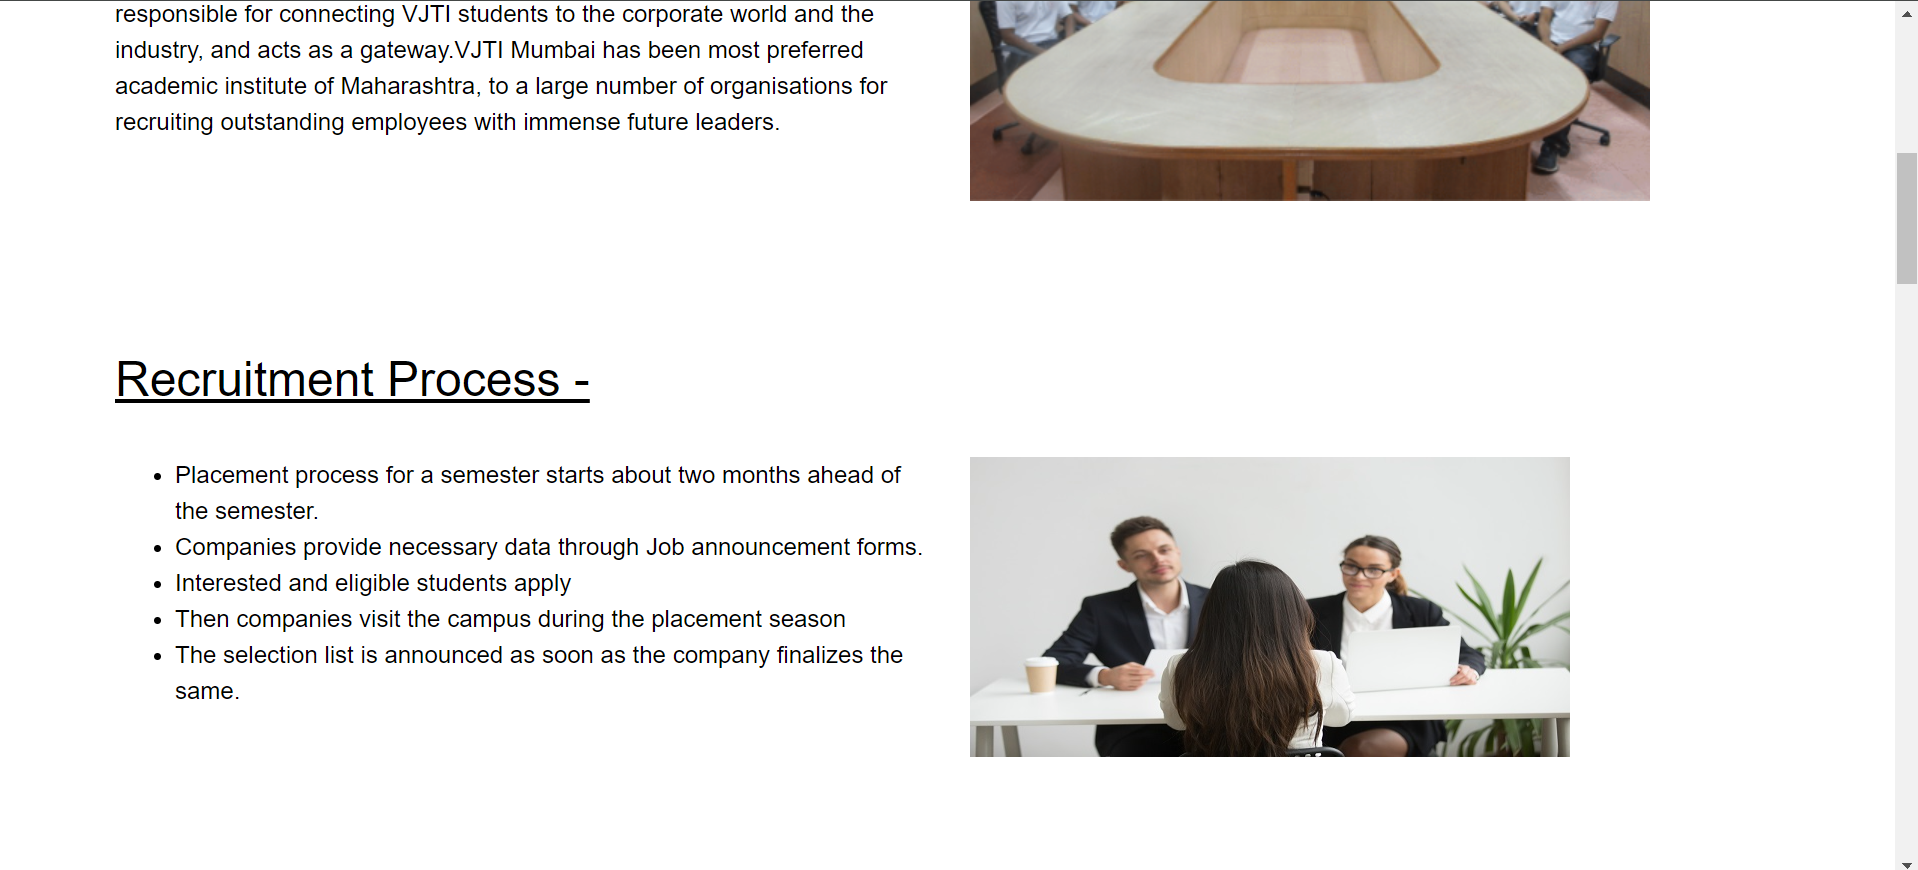 responsible for connecting VJTI students to the corporate world and the
industry, and acts as a gateway.VJTI Mumbai has been most preferred
academic institute of Maharashtra, to a large number of organisations for
recruiting outstanding employees with immense future leaders.
Recruitment Process -
• Placement process for a semester starts about two months ahead of
the semester.
• Companies provide necessary data through Job announcement forms.
• Interested and eligible students apply
• Then companies visit the campus during the placement season
• The selection list is announced as soon as the company finalizes the
same.